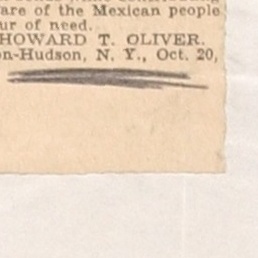 are of the Mexican people
ur of need.
HOWARD T. OLIVER.
on-Hudson, N. Y., Oct. 20,